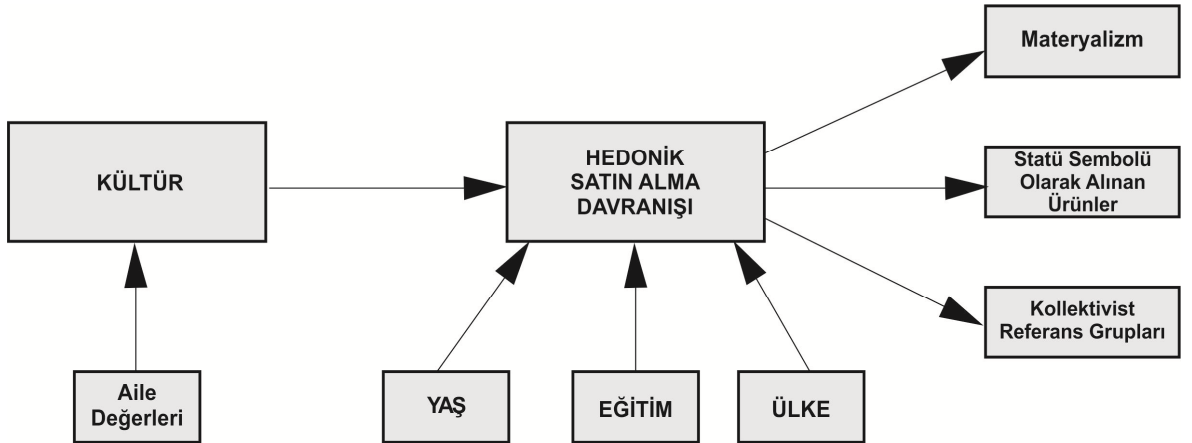 Materyalizm
KÜLTÜR
HEDONİK
SATIN ALMA
DAVRANIŞI
Statü Sembolü
Olarak Alınan
Ürünler
Kollektivist
Referans Grupları
Aile
Değerleri
YAŞ
EĞİTİM
ÜLKE